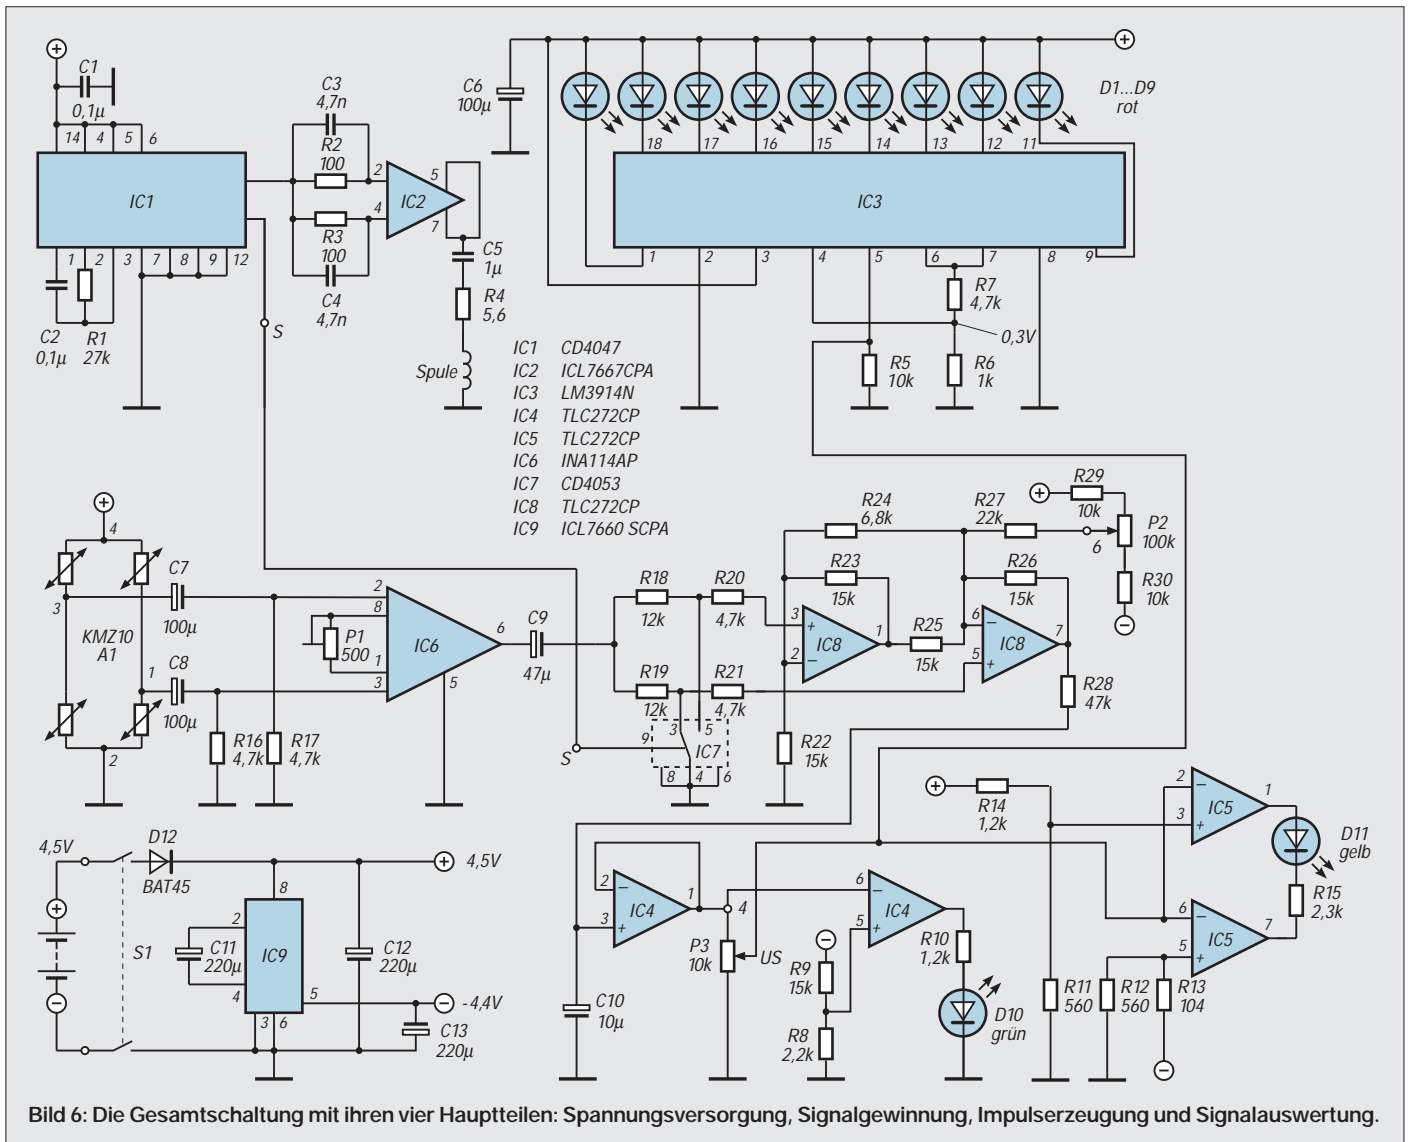 +
C1
0,1µ
14 4 5 6
IC1
1 2 3 7 8 9 12
C2
0,1µ
R1
27k
S
C3
4,7n
R2
100
R3
100
C4
4,7n
2
4
IC2
5
7
C5
1µ
R4
5,6
Spule
C6
100µ
+
D1...D9
rot
18 17 16 15 14 13 12 11
IC3
1 2 3 4 5 6 7 8 9
R7
4,7k
0,3V
R5
10k
R6
1k
IC1 CD4047
IC2 ICL7667CPA
IC3 LM3914N
IC4 TLC272CP
IC5 TLC272CP
IC6 INA114AP
IC7 CD4053
IC8 TLC272CP
IC9 ICL7660 SCPA
+
4
3
KMZ10
A1
1
2
C7
100µ
C8
100µ
R16
4,7k
R17
4,7k
P1
500
2
8
1
3
IC6
6
5
C9
47µ
R18
12k
R20
4,7k
R19
12k
R21
4,7k
3 5
9
IC7
8 4 6
S
R24
6,8k
R23
15k
3
+
2
–
IC8
1
R22
15k
R25
15k
R27
22k
R26
15k
6
–
5
+
IC8
7
R28
47k
+
R29
10k
P2
100k
6
R30
10k
–
4,5V
+
–
S1
D12
BAT45
+ 4,5V
8
2
C11
220µ
4
IC9
5
3 6
C12
220µ
– -4,4V
C13
220µ
2
–
3
+
IC4
1
4
C10
10µ
P3
10k
US
–
R9
15k
R8
2,2k
6
–
5
+
IC4
R10
1,2k
D10
grün
+
R14
1,2k
2
–
3
+
IC5
1
D11
gelb
R15
2,3k
6
–
5
+
IC5
7
R11
560
R12
560
R13
104
–
Bild 6: Die Gesamtschaltung mit ihren vier Hauptteilen: Spannungsversorgung, Signalgewinnung, Impulserzeugung und Signalauswertung.